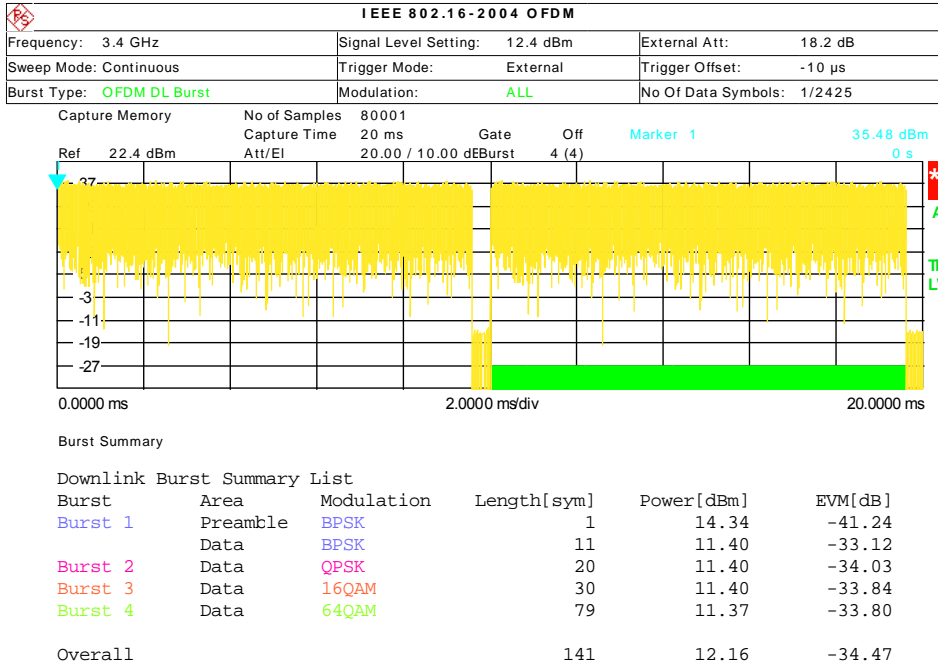 IEEE 802.16-2004 OFDM
Frequency: 3.4 GHz Signal Level Setting: 12.4 dBm External Att: 18.2 dB
Sweep Mode: Continuous Trigger Mode: External Trigger Offset: -10 µs
Burst Type: OFDM DL Burst Modulation: ALL No Of Data Symbols: 1/2425
Capture Memory No of Samples 80001
Capture Time 20 ms Gate Off Marker 1 35.48 dBm
Ref 22.4 dBm Att/El 20.00 / 10.00 dB Burst 4 (4) 0 s
37
*
A
-3
-11
-19
-27
0.0000 ms 2.0000 ms/div 20.0000 ms
Burst Summary
Downlink Burst Summary List
Burst Area Modulation Length[sym] Power[dBm] EVM[dB]
Burst 1 Preamble BPSK 1 14.34 -41.24
Data BPSK 11 11.40 -33.12
Burst 2 Data QPSK 20 11.40 -34.03
Burst 3 Data 16QAM 30 11.40 -33.84
Burst 4 Data 64QAM 79 11.37 -33.80
Overall 141 12.16 -34.47